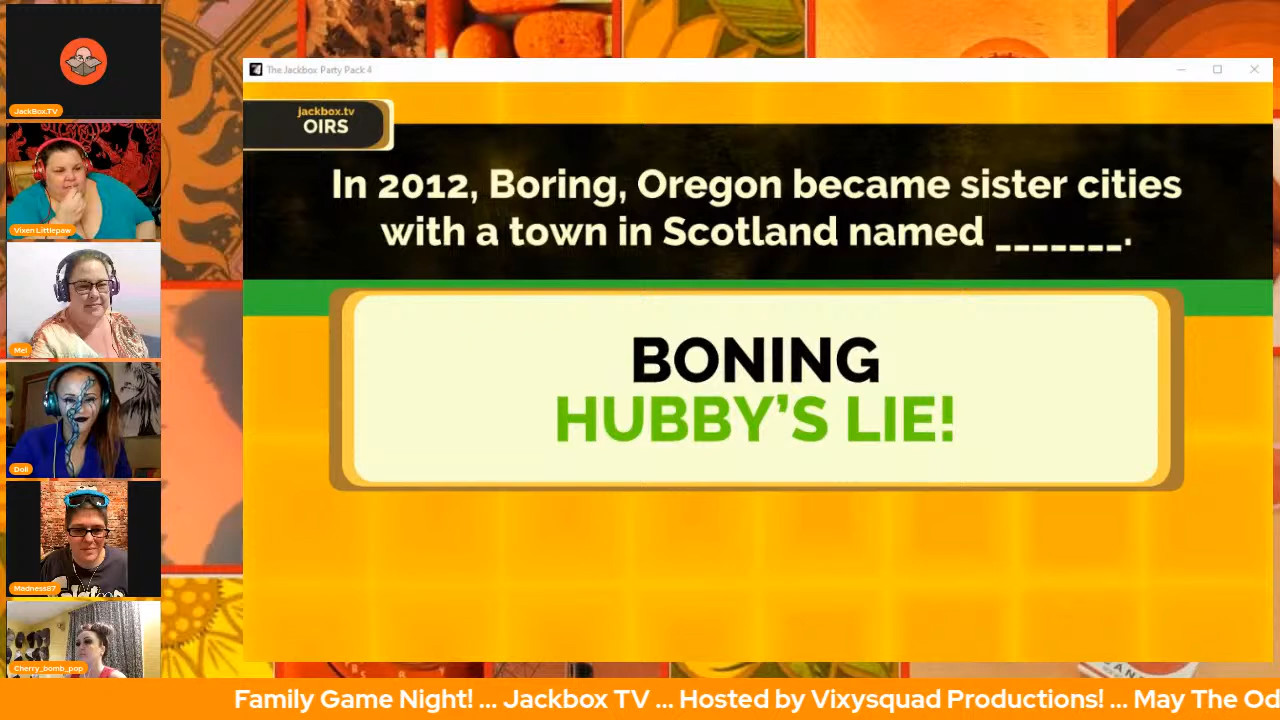 The Jackbox Party Pack 4
jackbox.tv
OIRS
In 2012, Boring, Oregon became sister cities
with a town in Scotland named _______.
BONING
HUBBY'S LIE!
JackBox.TV
Vixen Littlepaw
Mel
Doll
Madness87
Cherry_bomb_pop
Family Game Night! ... Jackbox TV ... Hosted by Vixysquad Productions! ... May The Od